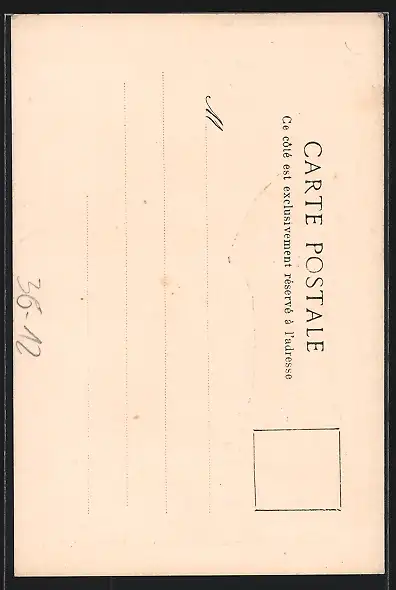 CARTE POSTALE
Ce côté est exclusivement réservé à l'adresse
M
36-12